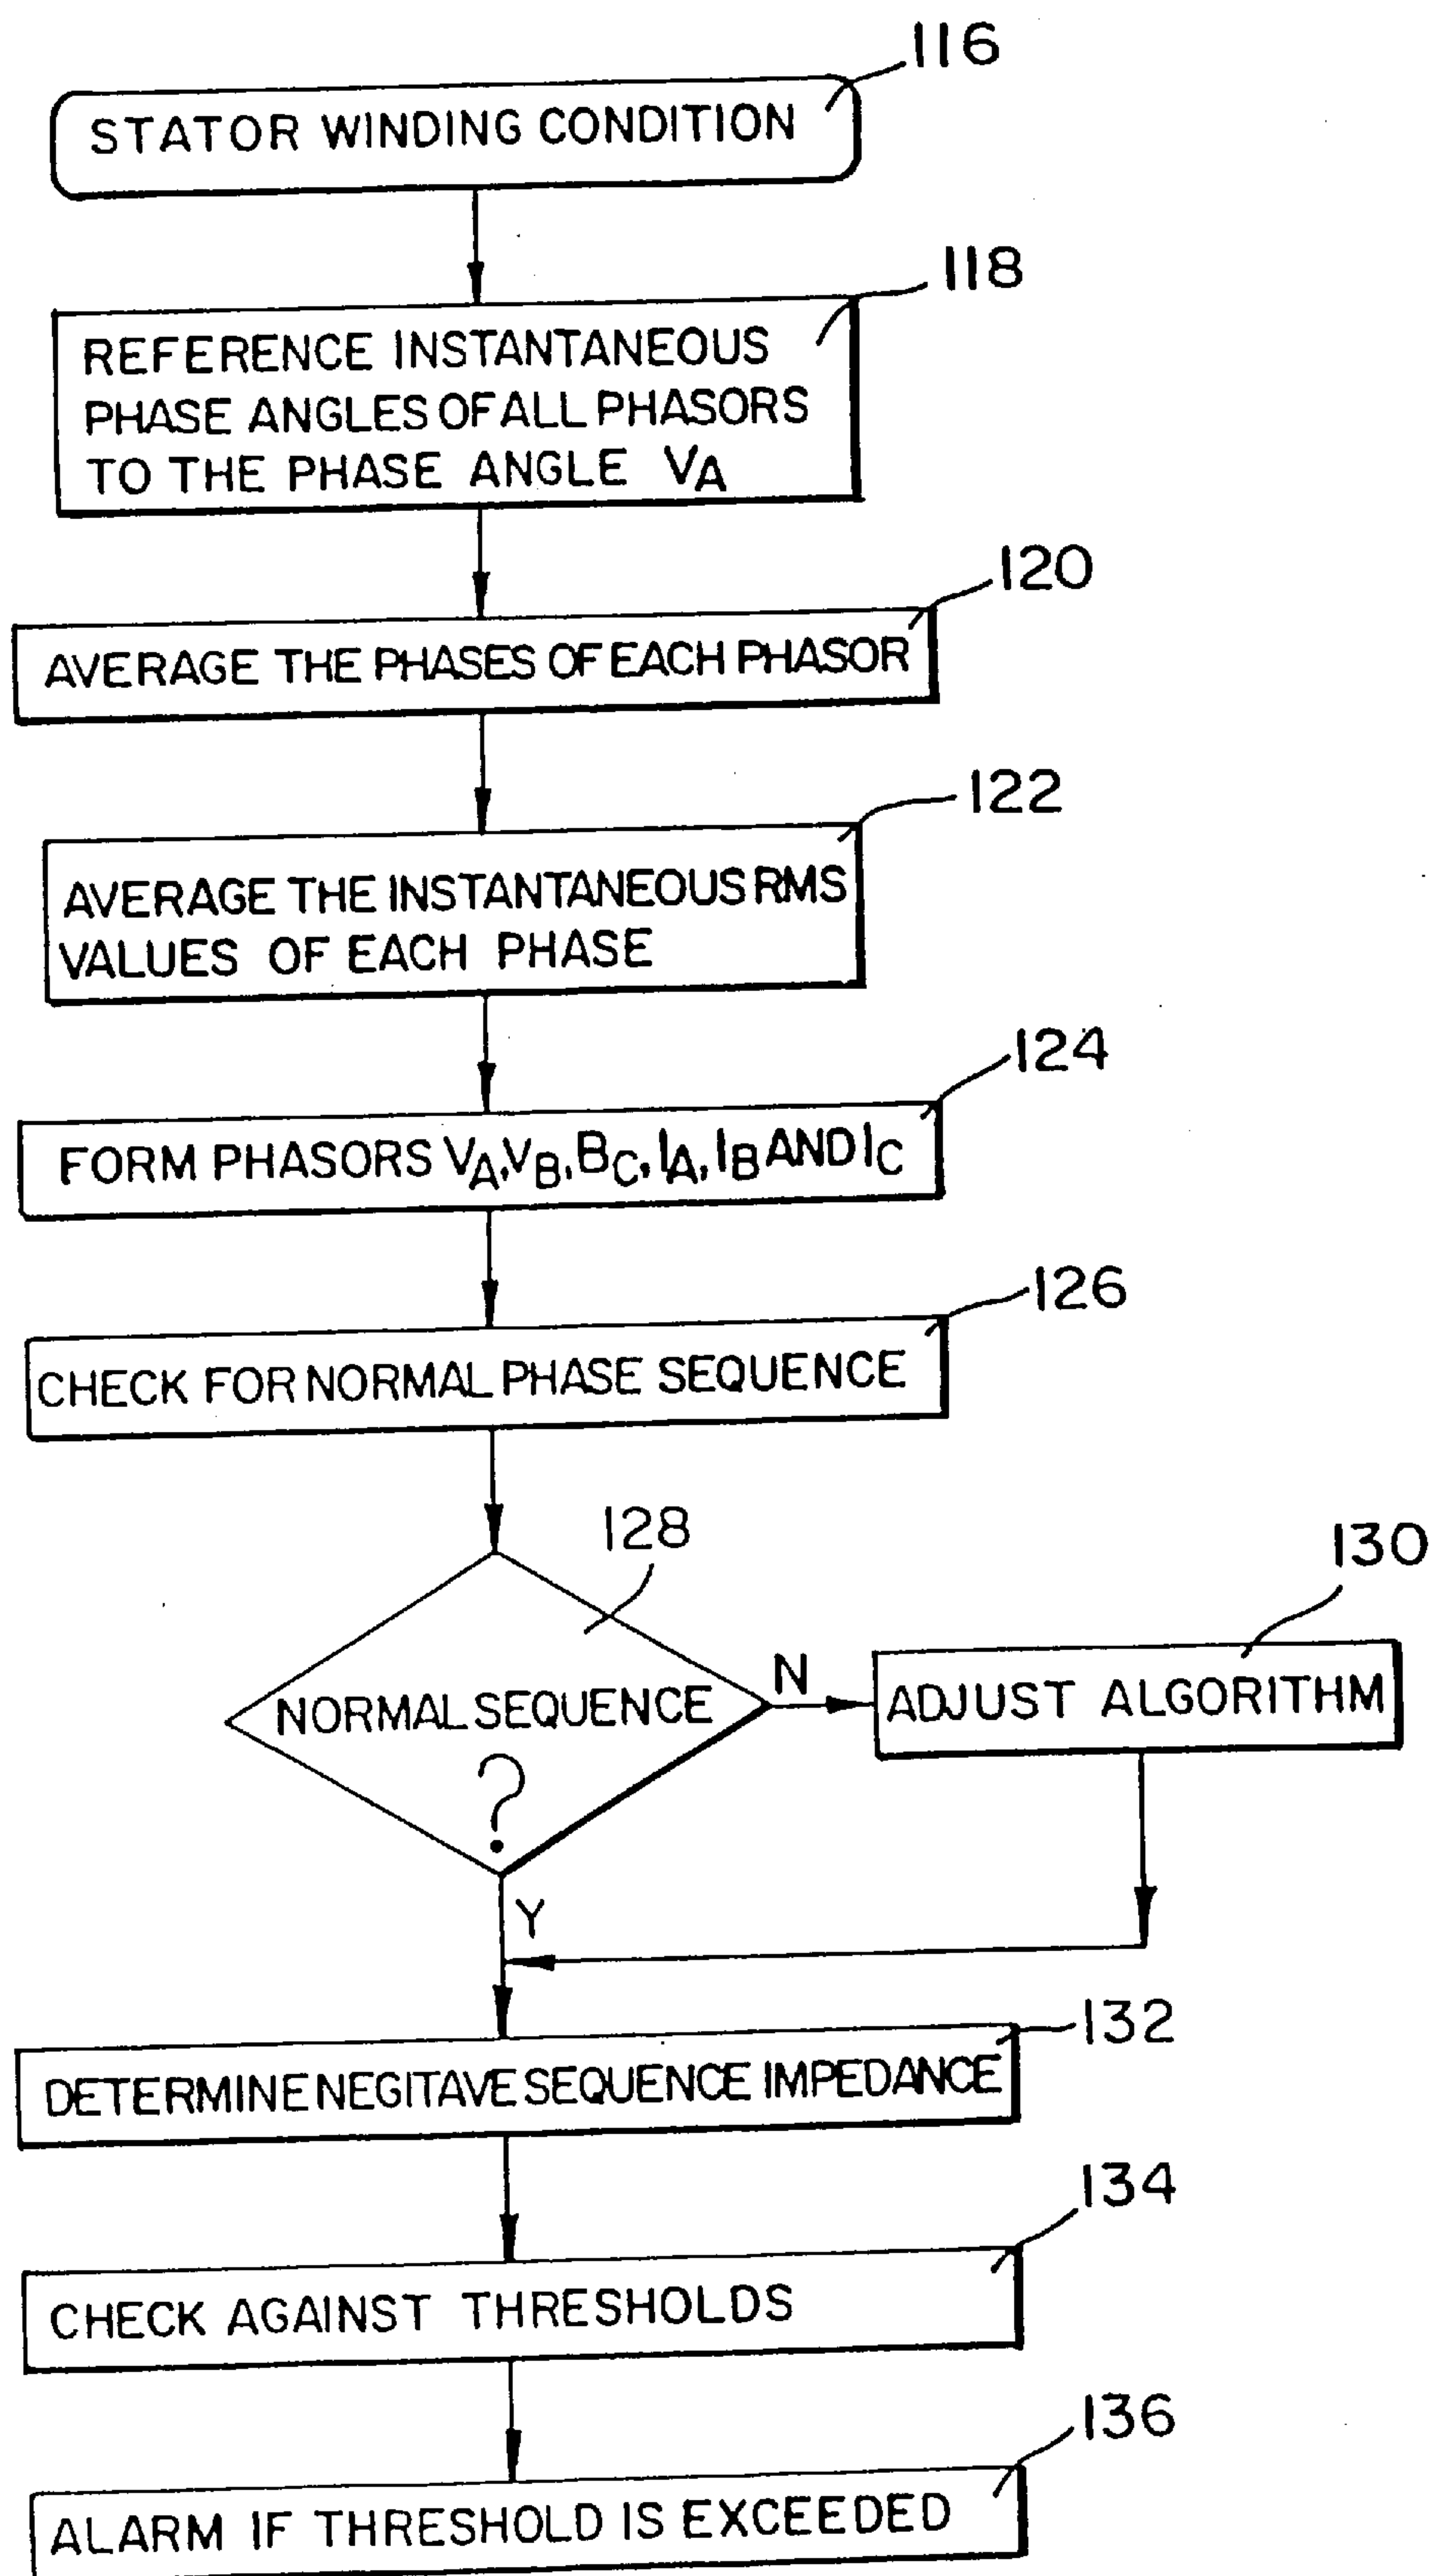 116
STATOR WINDING CONDITION
118
REFERENCE INSTANTANEOUS
PHASE ANGLES OF ALL PHASORS
TO THE PHASE ANGLE VA
120
AVERAGE THE PHASES OF EACH PHASOR
122
AVERAGE THE INSTANTANEOUS RMS
VALUES OF EACH PHASE
124
FORM PHASORS VA, VB, BC, IA, IB AND IC
126
CHECK FOR NORMAL PHASE SEQUENCE
128
130
NORMAL SEQUENCE
?
N
ADJUST ALGORITHM
Y
132
DETERMINE NEGITAVE SEQUENCE IMPEDANCE
134
CHECK AGAINST THRESHOLDS
136
ALARM IF THRESHOLD IS EXCEEDED